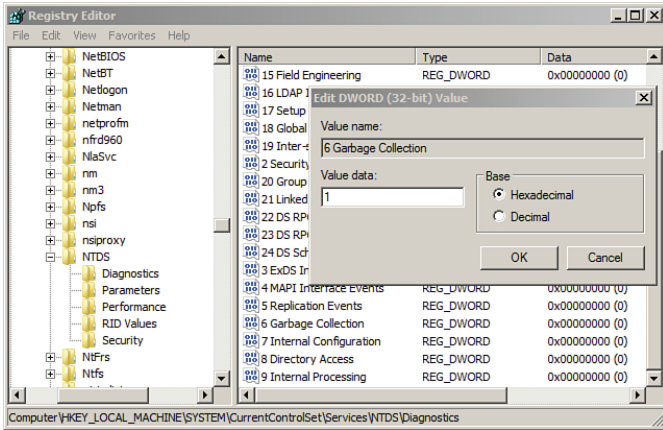 Registry Editor
File Edit View Favorites Help
NetBIOS
NetBT
Netlogon
Netman
netprofm
nfrd960
NlaSvc
nm
nm3
Npfs
nsi
nsiproxy
NTDS
Diagnostics
Parameters
Performance
RID Values
Security
NtFrs
Ntfs
Name Type Data
15 Field Engineering REG_DWORD 0x00000000 (0)
16 LDAP I
17 Setup
18 Global
19 Inter-s
2 Security
20 Group
21 Linked
22 DS RP
23 DS RP
24 DS Sch
3 ExDS In
4 MAPI Interface Events REG_DWORD 0x00000000 (0)
5 Replication Events REG_DWORD 0x00000000 (0)
6 Garbage Collection REG_DWORD 0x00000000 (0)
7 Internal Configuration REG_DWORD 0x00000000 (0)
8 Directory Access REG_DWORD 0x00000000 (0)
9 Internal Processing REG_DWORD 0x00000000 (0)
Edit DWORD (32-bit) Value
Value name:
6 Garbage Collection
Value data:
1
Base
Hexadecimal
Decimal
OK Cancel
Computer\HKEY_LOCAL_MACHINE\SYSTEM\CurrentControlSet\Services\NTDS\Diagnostics